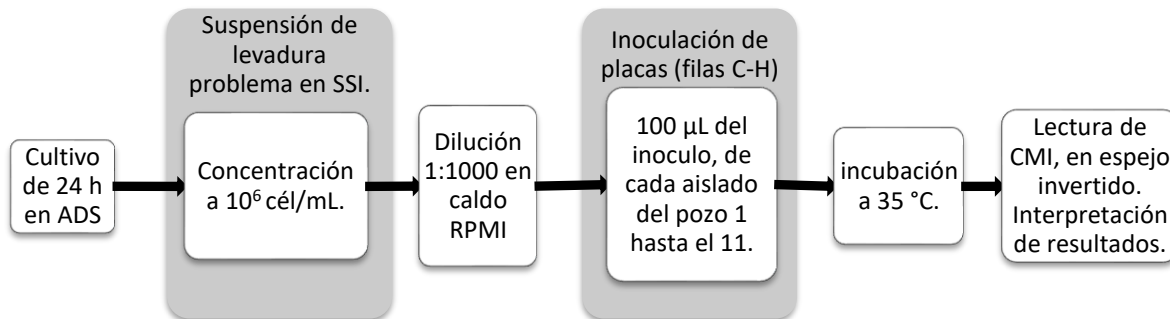 Cultivo
de 24 h
en ADS
Suspensión de
levadura
problema en SSI.
Concentración
a 10⁶ cél/mL.
Dilución
1:1000 en
caldo
RPMI
Inoculación de
placas (filas C-H)
100 µL del
inoculo, de
cada aislado
del pozo 1
hasta el 11.
incubación
a 35 °C.
Lectura de
CMI, en espejo
invertido.
Interpretación
de resultados.